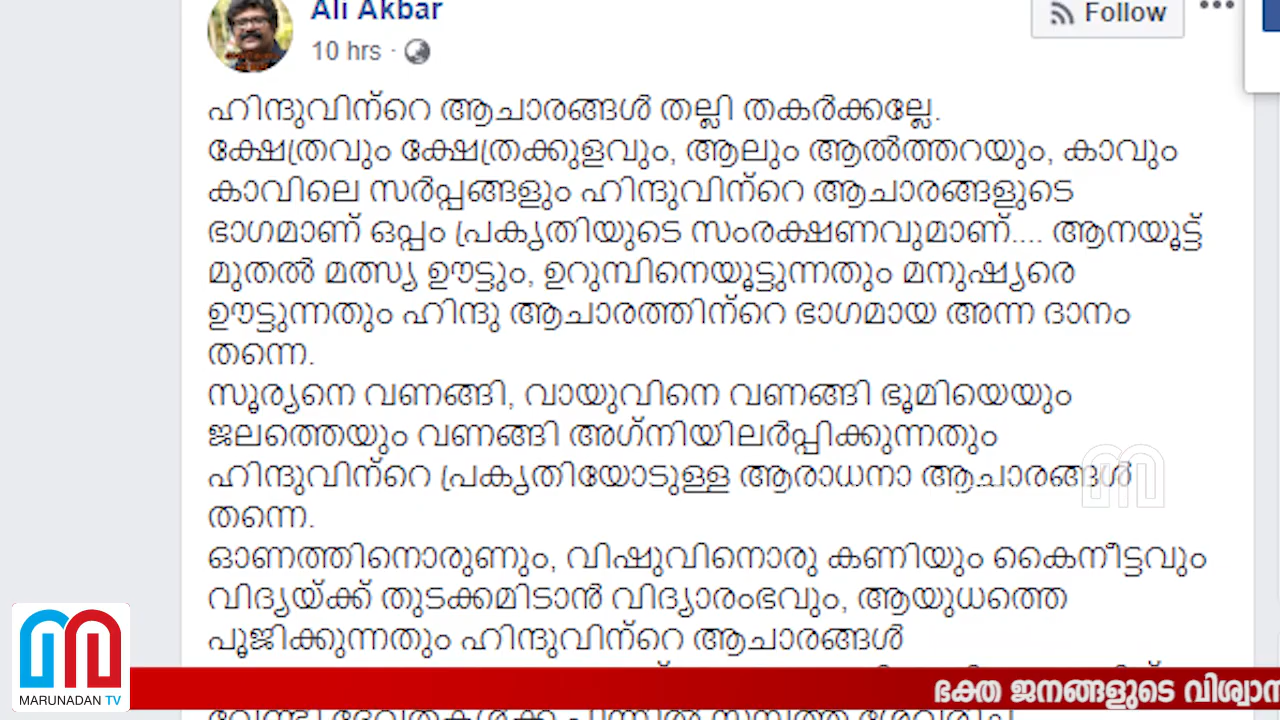 Ali Akbar
Follow
10 hrs ·
ഹിന്ദുവിന്റെ ആചാരങ്ങൾ തല്ലി തകർക്കല്ലേ.
ക്ഷേത്രവും ക്ഷേത്രക്കുളവും, ആലും ആൽത്തറയും, കാവും
കാവിലെ സർപ്പങ്ങളും ഹിന്ദുവിന്റെ ആചാരങ്ങളുടെ
ഭാഗമാണ് ഒപ്പം പ്രകൃതിയുടെ സംരക്ഷണവുമാണ്.... ആനയൂട്ട്
മുതൽ മത്സ്യ ഊട്ടും, ഉറുമ്പിനെയൂട്ടുന്നതും മനുഷ്യരെ
ഊട്ടുന്നതും ഹിന്ദു ആചാരത്തിന്റെ ഭാഗമായ അന്ന ദാനം
തന്നെ.
സൂര്യനെ വണങ്ങി, വായുവിനെ വണങ്ങി ഭൂമിയെയും
ജലത്തെയും വണങ്ങി അഗ്നിയിലർപ്പിക്കുന്നതും
ഹിന്ദുവിന്റെ പ്രകൃതിയോടുള്ള ആരാധനാ ആചാരങ്ങൾ
തന്നെ.
ഓണത്തിനൊരുണും, വിഷുവിനൊരു കണിയും കൈനീട്ടവും
വിദ്യയ്ക്ക് തുടക്കമിടാൻ വിദ്യാരംഭവും, ആയുധത്തെ
പൂജിക്കുന്നതും ഹിന്ദുവിന്റെ ആചാരങ്ങൾ
ഭക്ത ജനങ്ങളുടെ
MARUNADAN TV